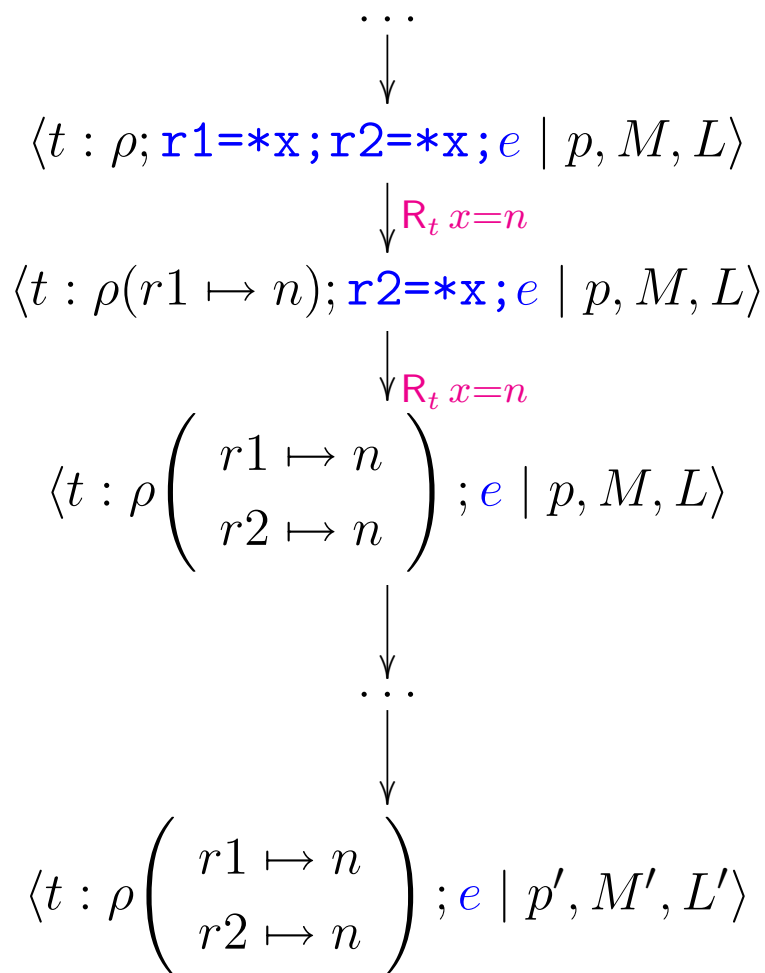 ...
⟨t : ρ; r1=*x;r2=*x;e | p, M, L⟩
R_t x=n
⟨t : ρ(r1 ↦ n); r2=*x;e | p, M, L⟩
R_t x=n
⟨t : ρ( r1 ↦ n
r2 ↦ n ) ; e | p, M, L⟩
...
⟨t : ρ( r1 ↦ n
r2 ↦ n ) ; e | p′, M′, L′⟩